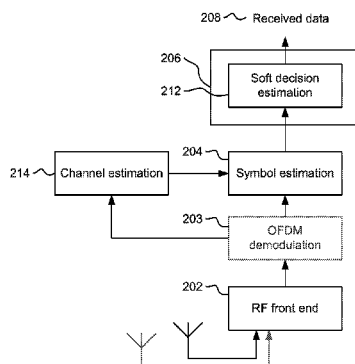 208 Received data
206
212 Soft decision
estimation
204
214 Channel estimation Symbol estimation
203
OFDM
demodulation
202
RF front end